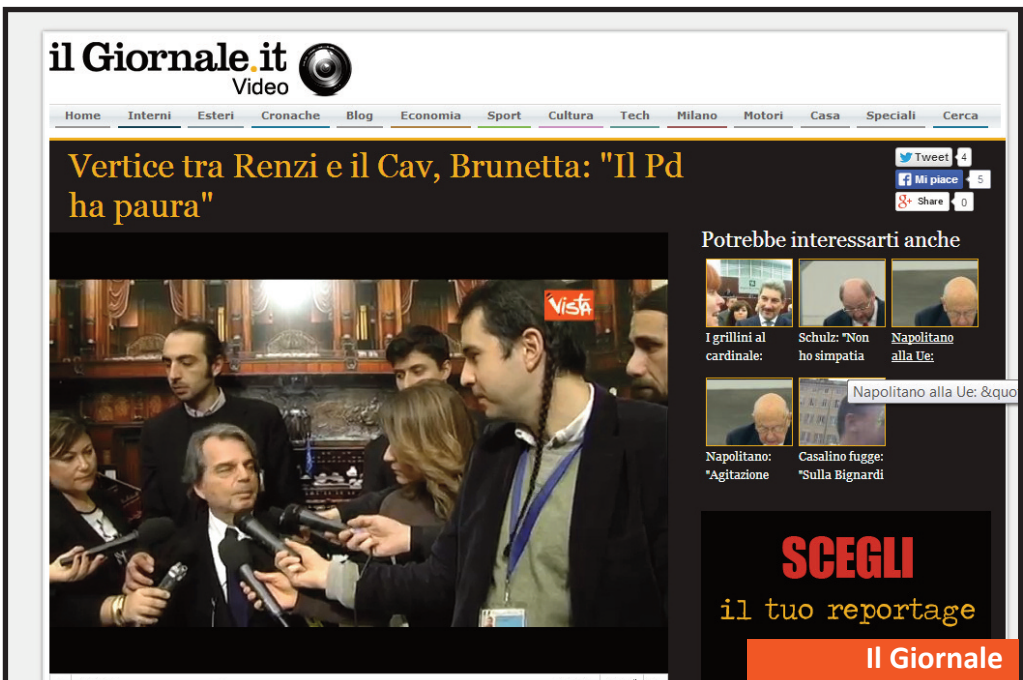 il Giornale.it
Video
Home Interni Esteri Cronache Blog Economia Sport Cultura Tech Milano Motori Casa Speciali Cerca
Vertice tra Renzi e il Cav, Brunetta: "Il Pd
ha paura"
Tweet 4
Mi piace 5
Share 0
VISTA
Potrebbe interessarti anche
I grillini al
cardinale:
Schulz: "Non
ho simpatia
Napolitano
alla Ue:
Napolitano alla Ue: &quo
Napolitano:
"Agitazione
Casalino fugge:
"Sulla Bignardi
SCEGLI
il tuo reportage
Il Giornale